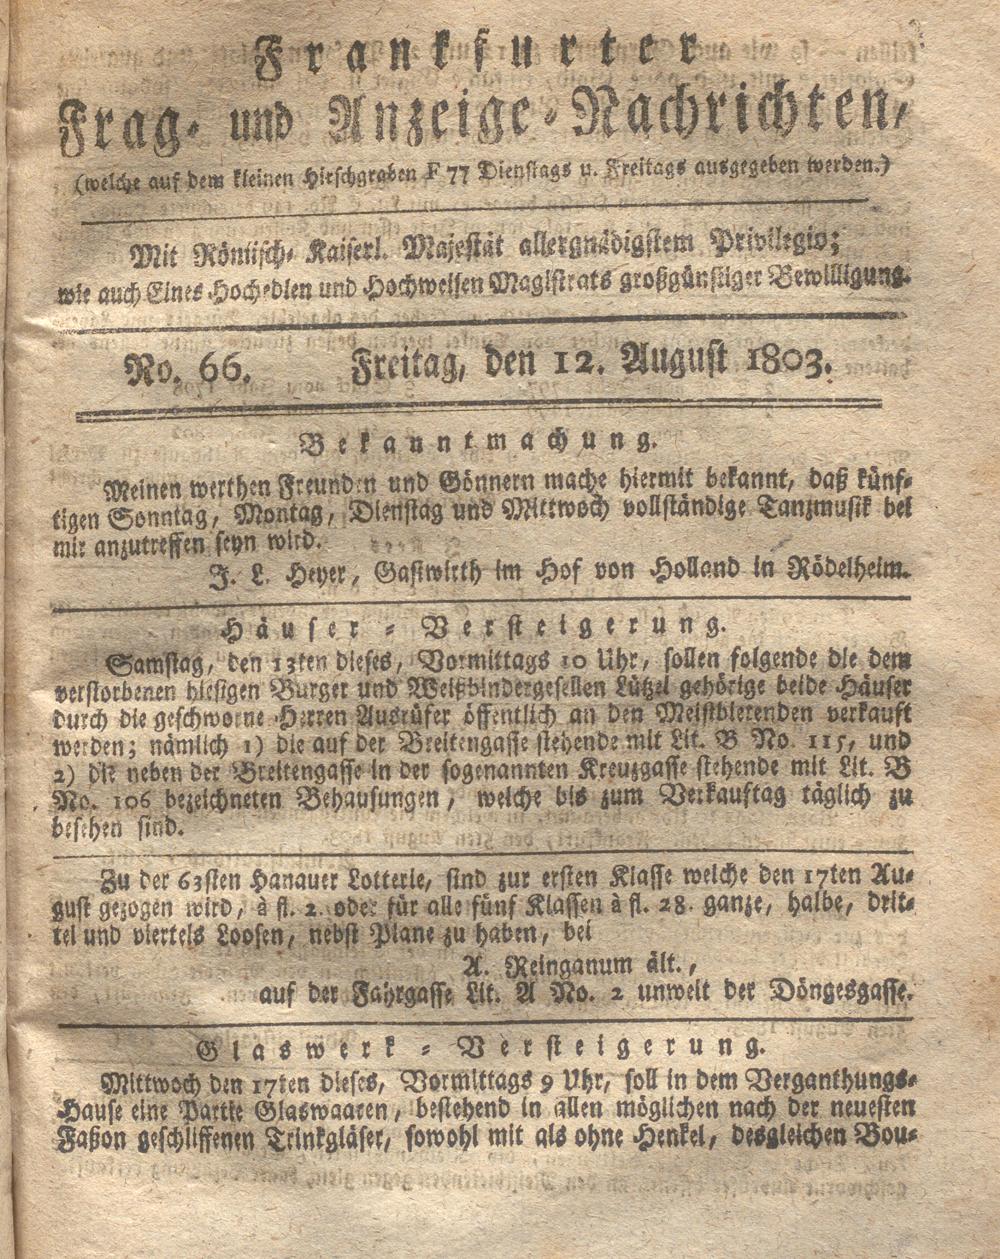 Frankfurter
Frag- und Anzeige-Nachrichten,
(welche auf dem kleinen Hirschgraben F 77 Dienstags u. Freitags ausgegeben werden.)
Mit Römisch- Kaiserl. Majestät allergnädigstem Privilegio;
wie auch Eines Hochedlen und Hochweisen Magistrats großgünstiger Bewilligung.
No. 66. Freitag, den 12. August 1803.
Bekanntmachung.
Meinen werthen Freunden und Gönnern mache hiermit bekannt, daß künf-
tigen Sonntag, Montag, Dienstag und Mittwoch vollständige Tanzmusik bei
mir anzutreffen seyn wird.
J. L. Heyer, Gastwirth im Hof von Holland in Rödelheim.
Häuser-Versteigerung.
Samstag, den 13ten dieses, Vormittags 10 Uhr, sollen folgende die dem
verstorbenen hiesigen Burger und Weißbindergesellen Lützel gehörige beide Häuser
durch die geschworne Herren Ausrüfer öffentlich an den Meistbietenden verkauft
werden; nämlich 1) die auf der Breitengasse stehende mit Lit. B No. 115, und
2) die neben der Breitengasse in der sogenannten Kreuzgasse stehende mit Lit. B
No. 106 bezeichneten Behausungen, welche bis zum Verkauftag täglich zu
besehen sind.
Zu der 63sten Hanauer Lotterie, sind zur ersten Klasse welche den 17ten Au-
gust gezogen wird, à fl. 2. oder für alle fünf Klassen à fl. 28. ganze, halbe, drit-
tel und viertels Loosen, nebst Plane zu haben, bei
A. Reinganum ält.,
auf der Fahrgasse Lit. A No. 2 unweit der Döngesgasse.
Glaswerk-Versteigerung.
Mittwoch den 17ten dieses, Vormittags 9 Uhr, soll in dem Verganthungs-
Hause eine Partie Glaswaaren, bestehend in allen möglichen nach der neuesten
Faßon geschliffenen Trinkgläser, sowohl mit als ohne Henkel, desgleichen Bou-